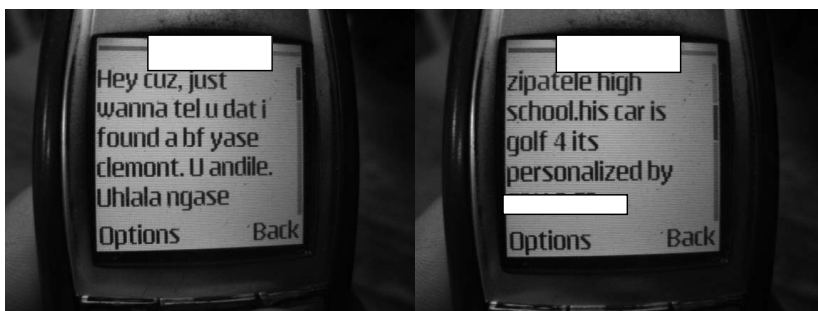 Hey cuz, just
wanna tel u dat i
found a bf yase
clemont. U andile.
Uhlala ngase
Options Back
zipatele high
school.his car is
golf 4 its
personalized by
Options Back